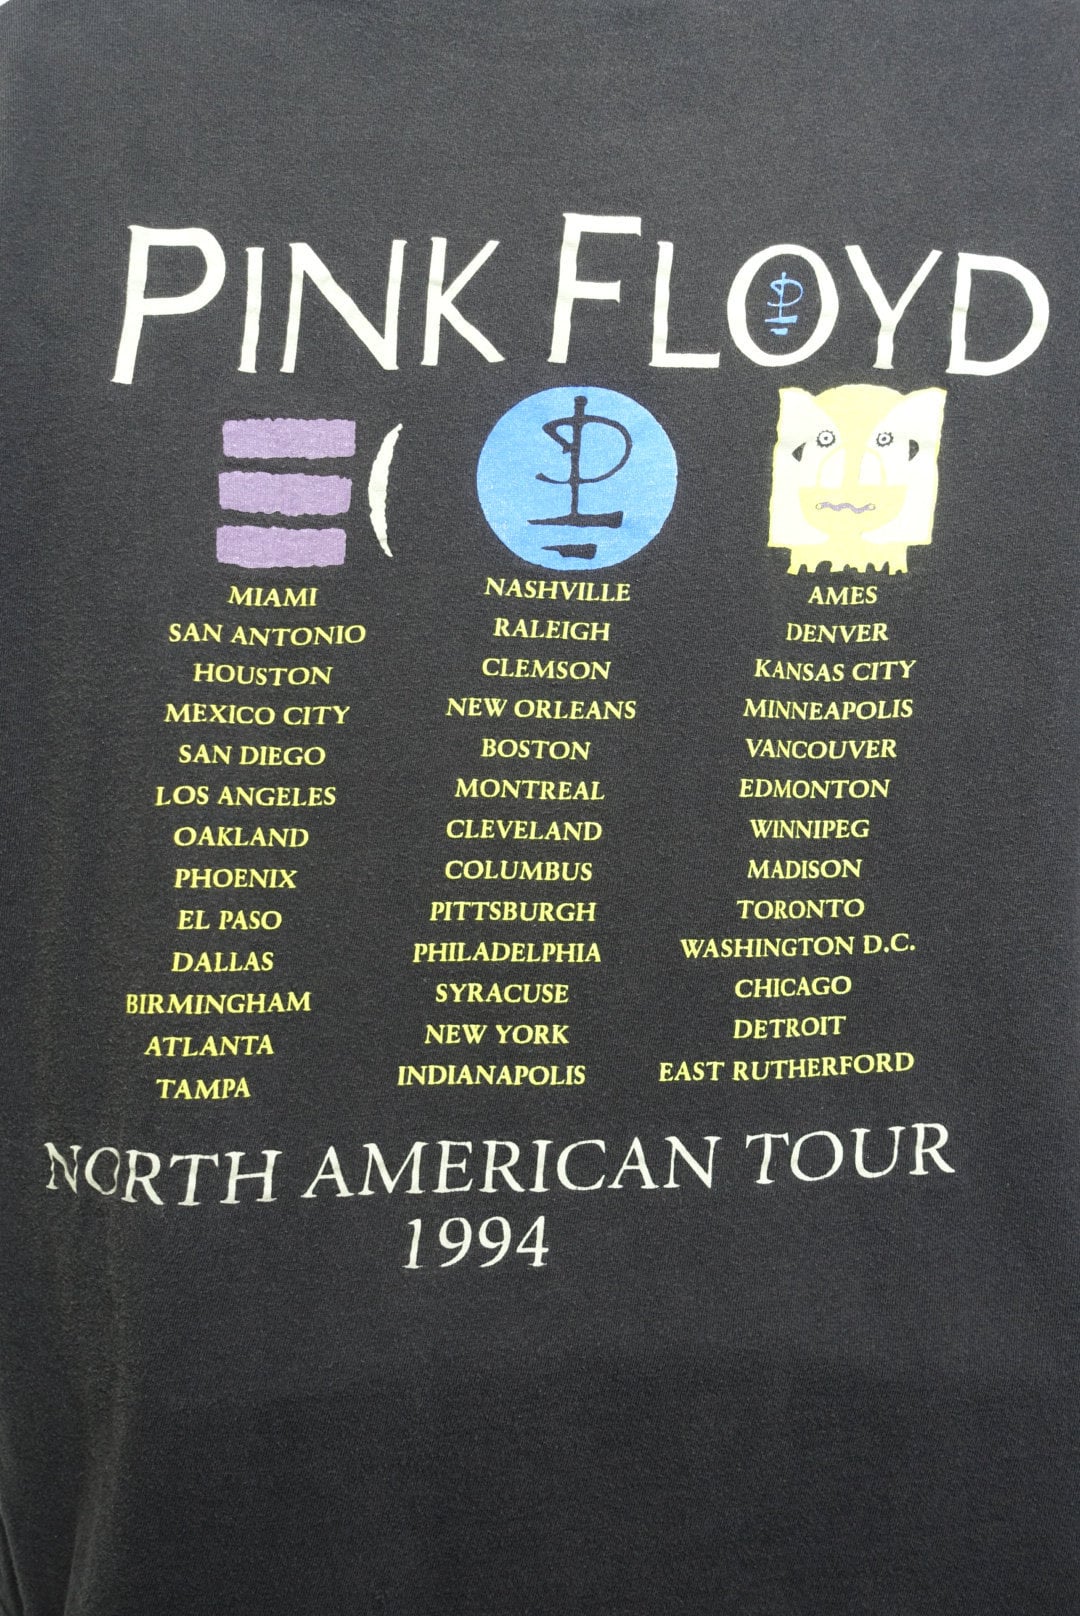 PINK FLOYD
MIAMI
SAN ANTONIO
HOUSTON
MEXICO CITY
SAN DIEGO
LOS ANGELES
OAKLAND
PHOENIX
EL PASO
DALLAS
BIRMINGHAM
ATLANTA
TAMPA
NASHVILLE
RALEIGH
CLEMSON
NEW ORLEANS
BOSTON
MONTREAL
CLEVELAND
COLUMBUS
PITTSBURGH
PHILADELPHIA
SYRACUSE
NEW YORK
INDIANAPOLIS
AMES
DENVER
KANSAS CITY
MINNEAPOLIS
VANCOUVER
EDMONTON
WINNIPEG
MADISON
TORONTO
WASHINGTON D.C.
CHICAGO
DETROIT
EAST RUTHERFORD
NORTH AMERICAN TOUR
1994